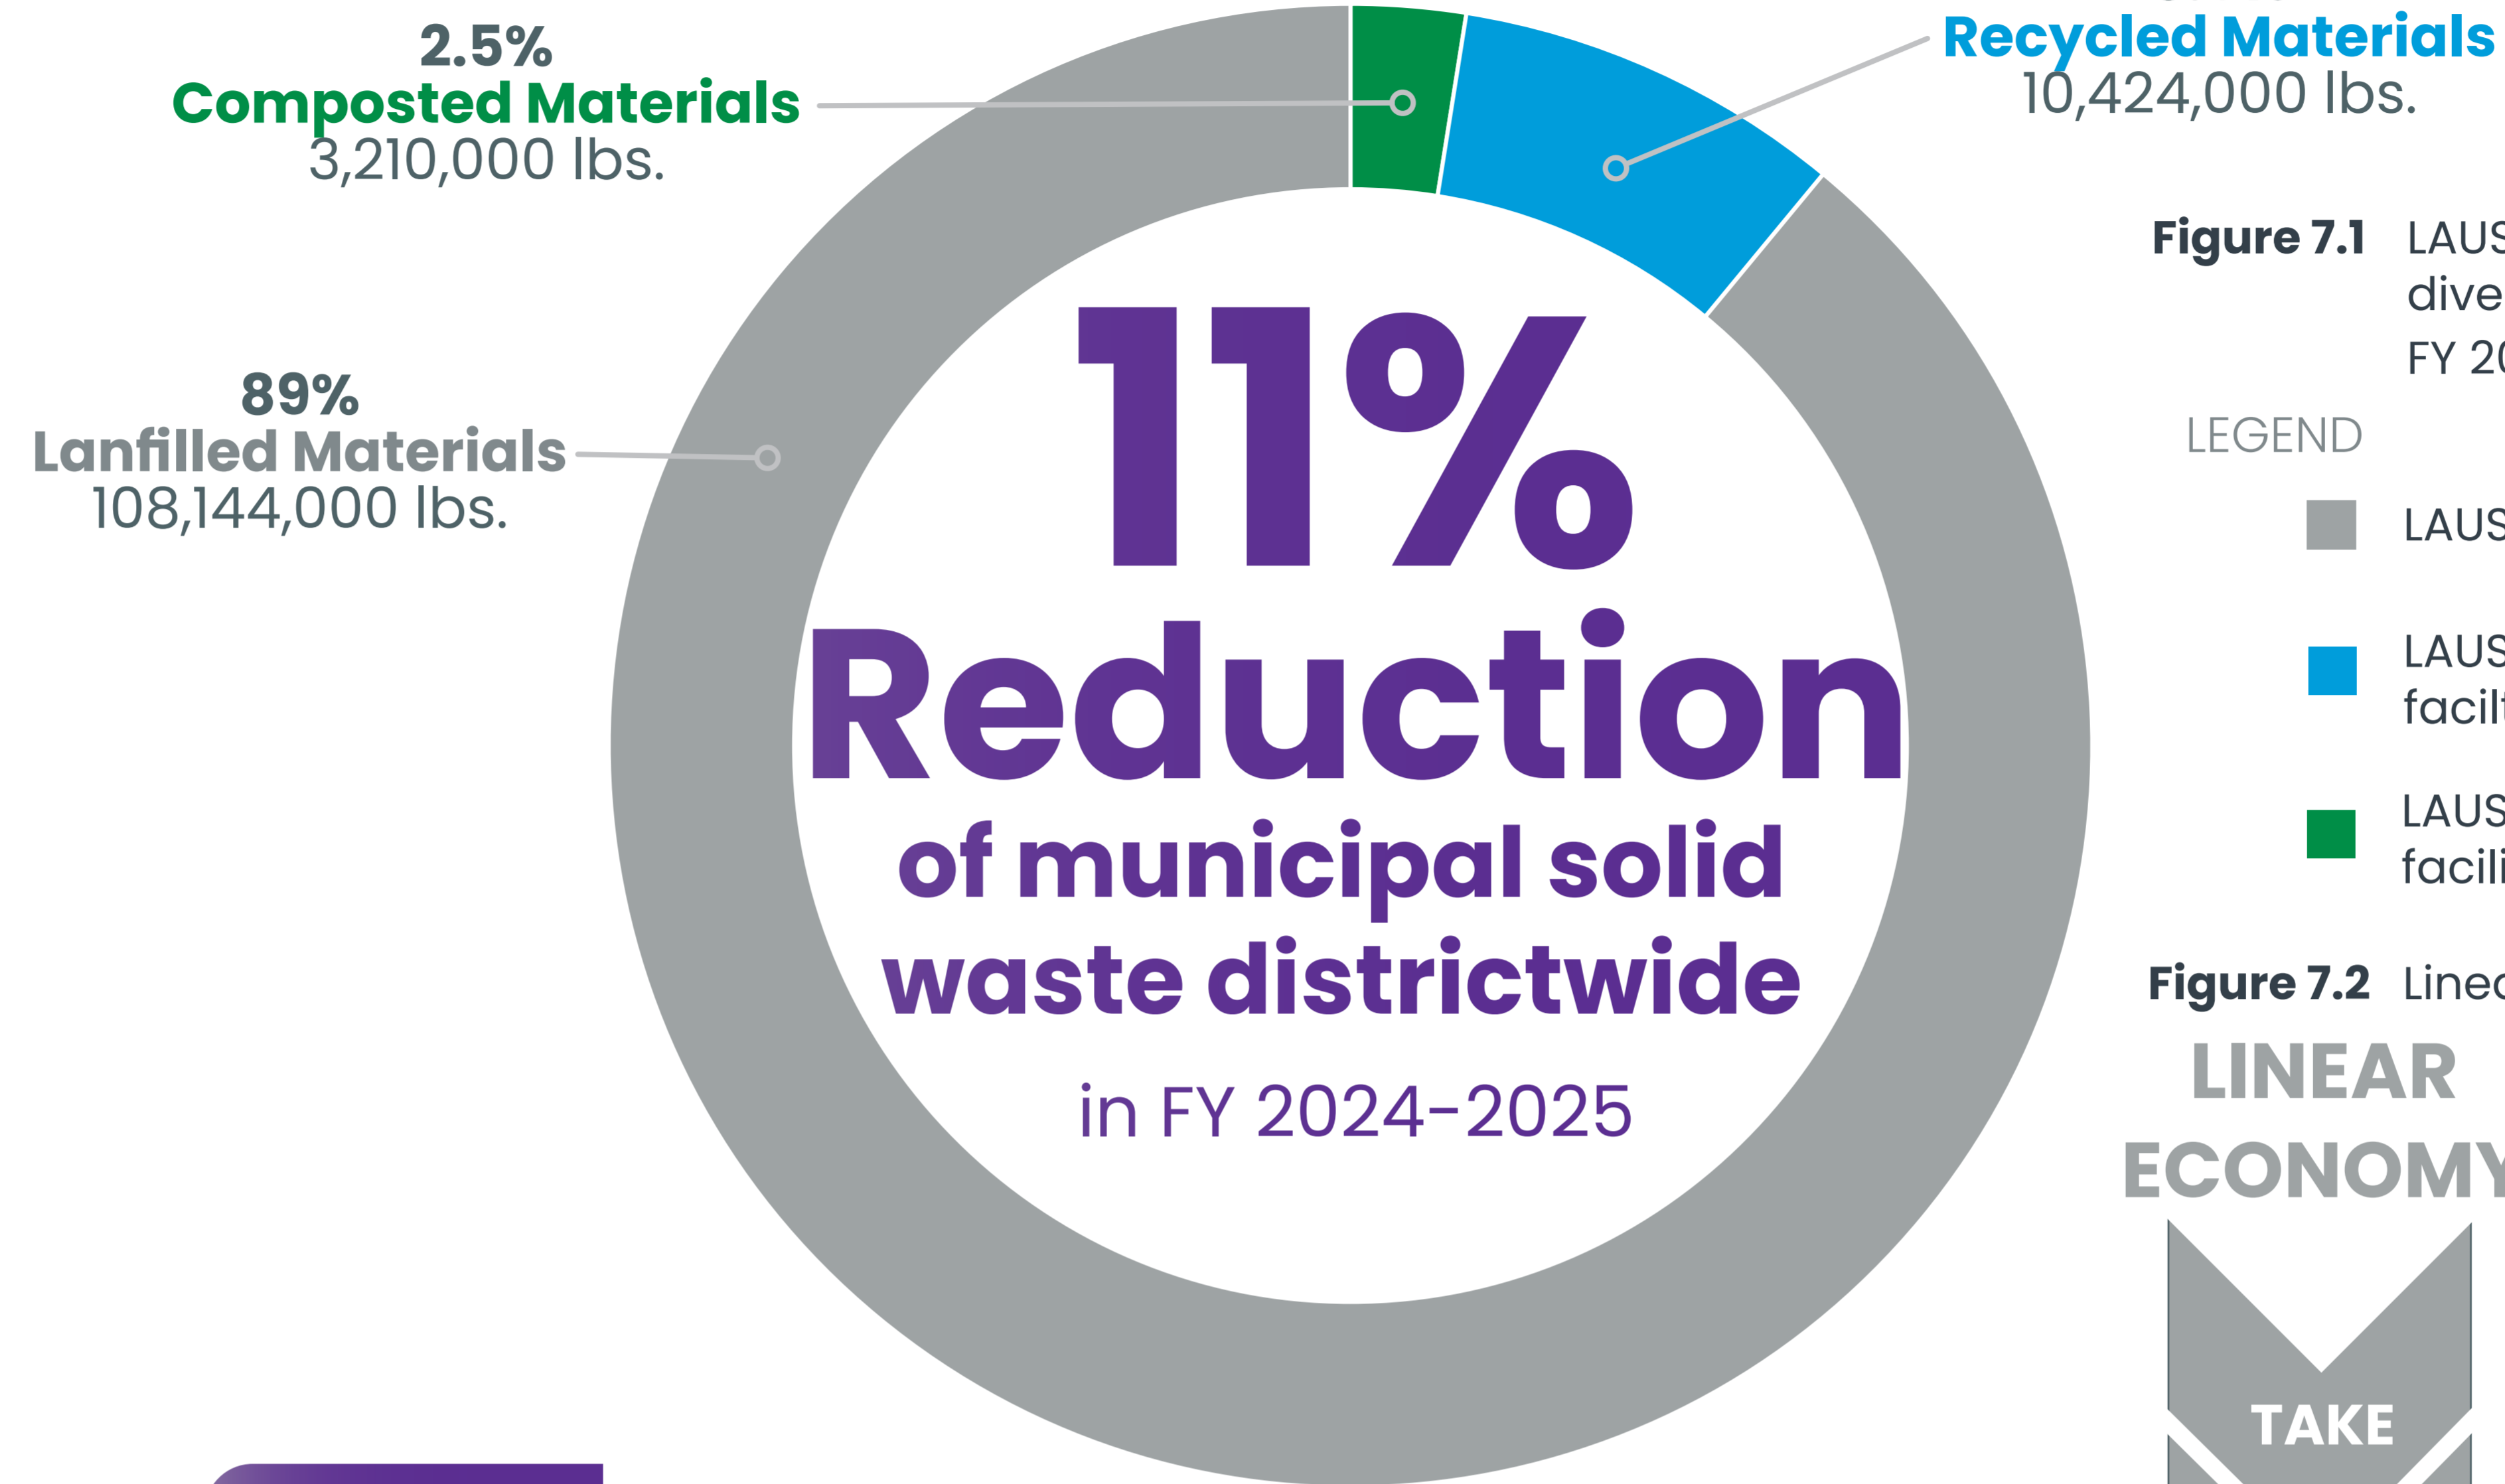 2.5%
Composted Materials
3,210,000 lbs.
89%
Lanfilled Materials
108,144,000 lbs.
11%
Reduction
of municipal solid
waste districtwide
in FY 2024-2025
Recycled Materials
10,424,000 lbs.
Figure 7.1
LEGEND
Figure 7.2
LINEAR
ECONOMY
TAKE